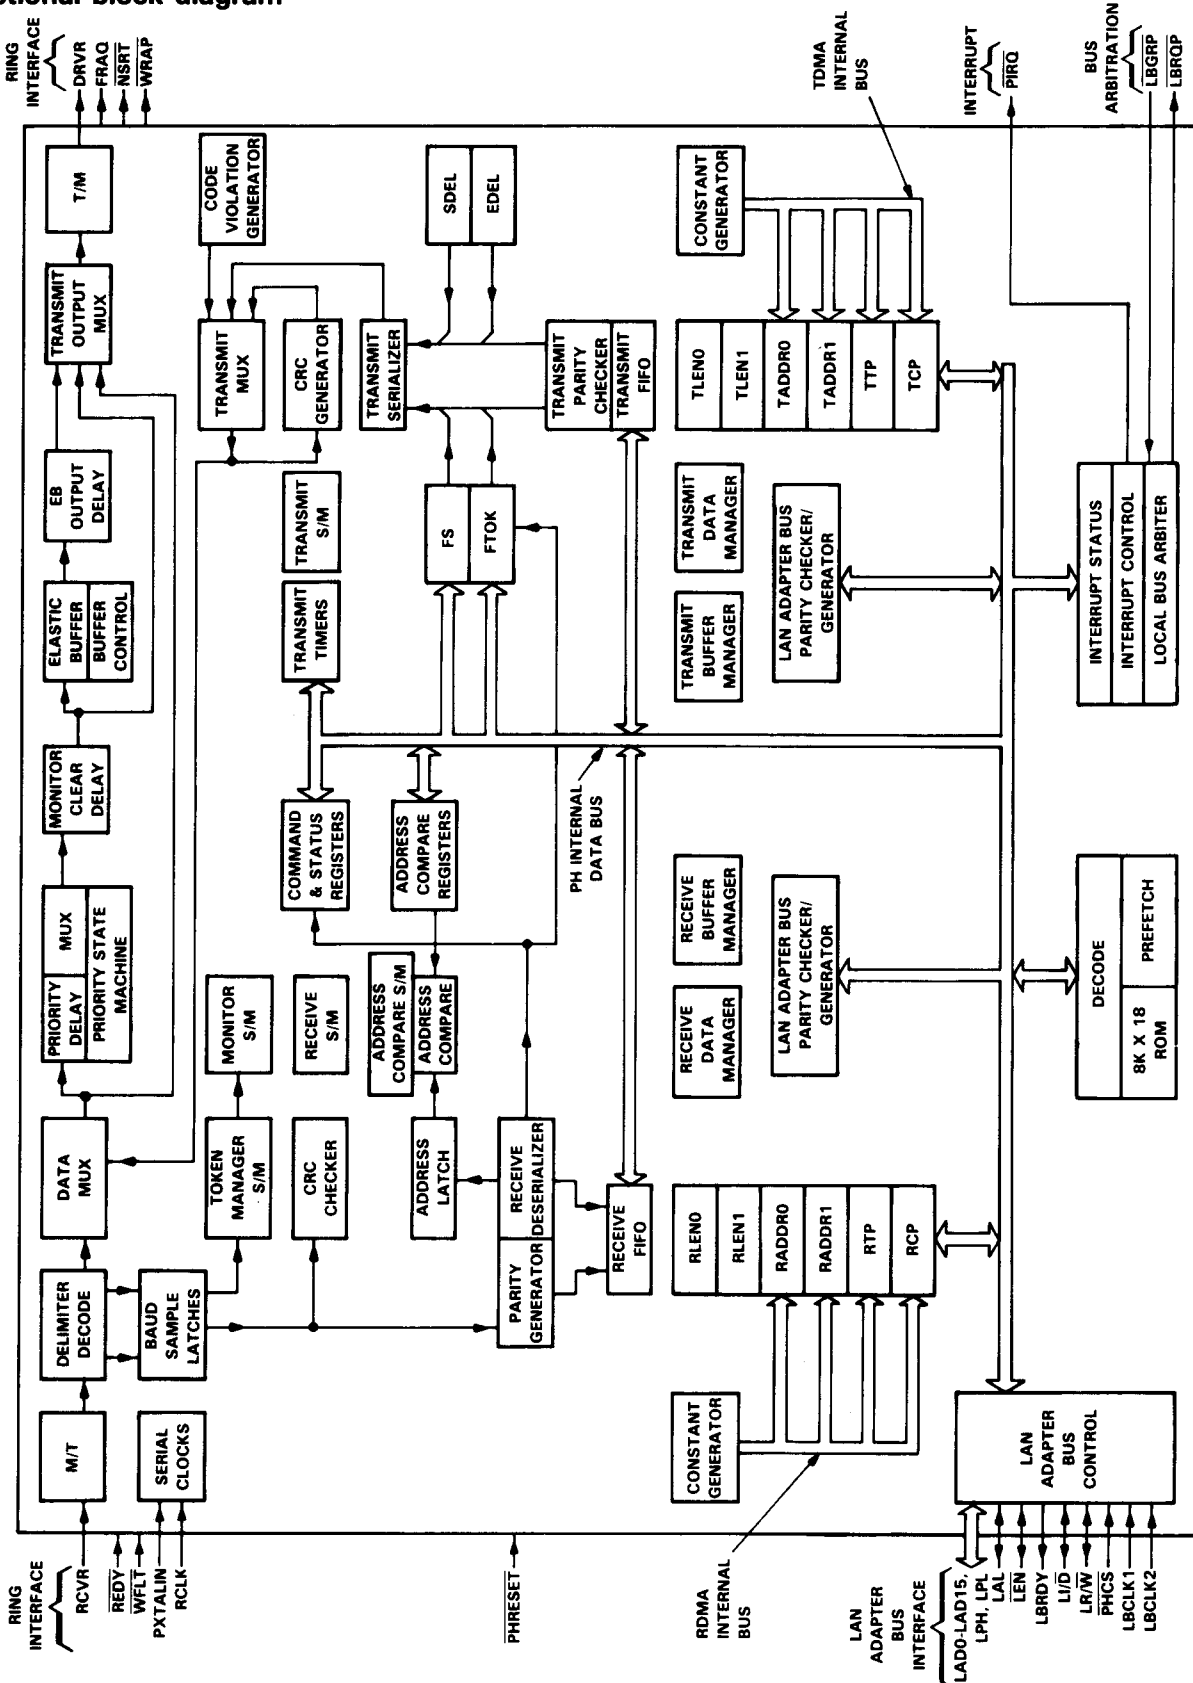 tional block diagram
RING
INTERFACE
DRVR
FRAQ
NSRT
WRAP
INTERRUPT
PIRQ
BUS
ARBITRATION
LBGRP
LBRQP
TDMA
INTERNAL
BUS
T/M
TRANSMIT
OUTPUT
MUX
EB
OUTPUT
DELAY
ELASTIC
BUFFER
BUFFER
CONTROL
MONITOR
CLEAR
DELAY
MUX
PRIORITY
DELAY
PRIORITY STATE
MACHINE
DATA
MUX
DELIMITER
DECODE
M/T
CODE
VIOLATION
GENERATOR
TRANSMIT
MUX
CRC
GENERATOR
TRANSMIT
S/M
TRANSMIT
TIMERS
COMMAND
& STATUS
REGISTERS
MONITOR
S/M
RECEIVE
S/M
TOKEN
MANAGER
S/M
CRC
CHECKER
BAUD
SAMPLE
LATCHES
SERIAL
CLOCKS
SDEL
EDEL
TRANSMIT
SERIALIZER
FS
FTOK
TRANSMIT
PARITY
CHECKER
TRANSMIT
FIFO
ADDRESS
COMPARE
REGISTERS
ADDRESS
COMPARE S/M
ADDRESS
COMPARE
ADDRESS
LATCH
RECEIVE
DESERIALIZER
PARITY
GENERATOR
RECEIVE
FIFO
PH INTERNAL
DATA BUS
CONSTANT
GENERATOR
TLEN0
TLEN1
TADDR0
TADDR1
TTP
TCP
TRANSMIT
DATA
MANAGER
TRANSMIT
BUFFER
MANAGER
LAN ADAPTER BUS
PARITY CHECKER/
GENERATOR
RECEIVE
BUFFER
MANAGER
RECEIVE
DATA
MANAGER
LAN ADAPTER BUS
PARITY CHECKER/
GENERATOR
RLEN0
RLEN1
RADDR0
RADDR1
RTP
RCP
CONSTANT
GENERATOR
INTERRUPT STATUS
INTERRUPT CONTROL
LOCAL BUS ARBITER
DECODE
PREFETCH
8K X 18
ROM
LAN
ADAPTER
BUS
CONTROL
RING
INTERFACE
RCVR
REDY
WFLT
PXTALIN
RCLK
PHRESET
RDMA
INTERNAL
BUS
LAN
ADAPTER
BUS
INTERFACE
LAD0-LAD15,
LPH, LPL
LAL
LEN
LBRDY
LI/D
LR/W
PHCS
LBCLK1
LBCLK2